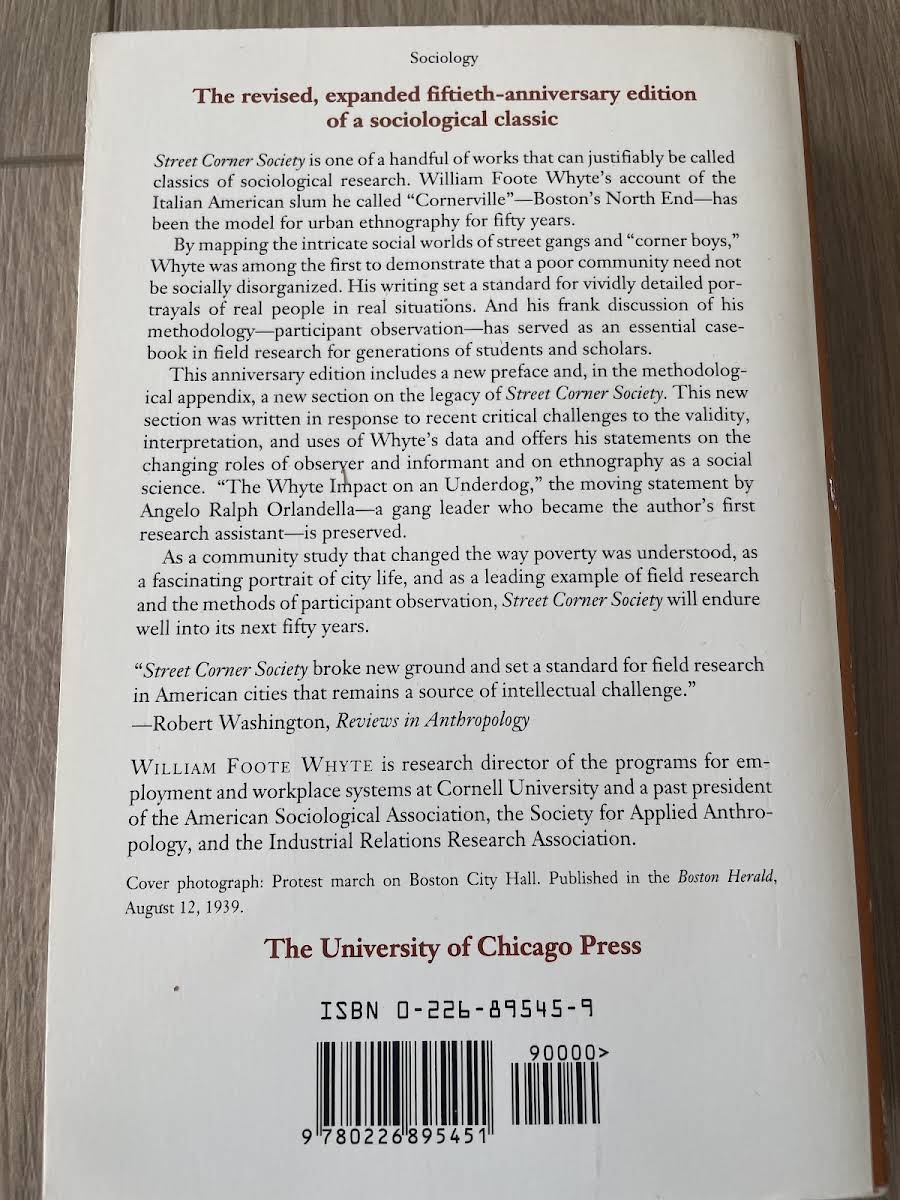 Sociology
The revised, expanded fiftieth-anniversary edition
of a sociological classic
Street Corner Society is one of a handful of works that can justifiably be called
classics of sociological research. William Foote Whyte’s account of the
Italian American slum he called “Cornerville”—Boston’s North End—has
been the model for urban ethnography for fifty years.
By mapping the intricate social worlds of street gangs and “corner boys,”
Whyte was among the first to demonstrate that a poor community need not
be socially disorganized. His writing set a standard for vividly detailed por-
trayals of real people in real situations. And his frank discussion of his
methodology—participant observation—has served as an essential case-
book in field research for generations of students and scholars.
This anniversary edition includes a new preface and, in the methodolog-
ical appendix, a new section on the legacy of Street Corner Society. This new
section was written in response to recent critical challenges to the validity,
interpretation, and uses of Whyte’s data and offers his statements on the
changing roles of observer and informant and on ethnography as a social
science. “The Whyte Impact on an Underdog,” the moving statement by
Angelo Ralph Orlandella—a gang leader who became the author’s first
research assistant—is preserved.
As a community study that changed the way poverty was understood, as
a fascinating portrait of city life, and as a leading example of field research
and the methods of participant observation, Street Corner Society will endure
well into its next fifty years.
“Street Corner Society broke new ground and set a standard for field research
in American cities that remains a source of intellectual challenge.”
—Robert Washington, Reviews in Anthropology
WILLIAM FOOTE WHYTE is research director of the programs for em-
ployment and workplace systems at Cornell University and a past president
of the American Sociological Association, the Society for Applied Anthro-
pology, and the Industrial Relations Research Association.
Cover photograph: Protest march on Boston City Hall. Published in the Boston Herald,
August 12, 1939.
The University of Chicago Press
ISBN 0-226-89545-9
90000>
9 780226 895451